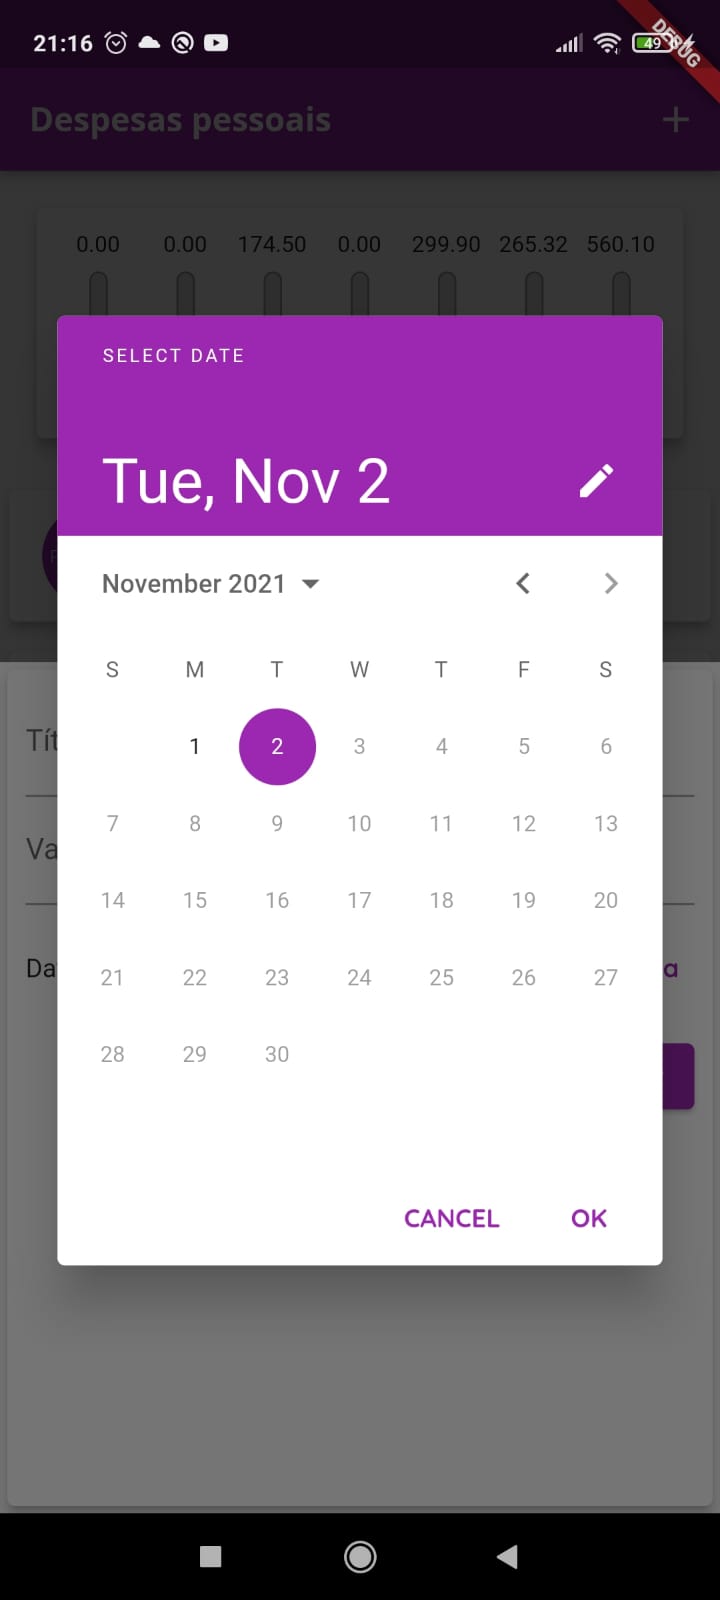 21:16
49
DEBUG
Despesas pessoais
0.00 0.00 174.50 0.00 299.90 265.32 560.10
SELECT DATE
Tue, Nov 2
November 2021
S M T W T F S
1 2 3 4 5 6
7 8 9 10 11 12 13
14 15 16 17 18 19 20
21 22 23 24 25 26 27
28 29 30
CANCEL OK